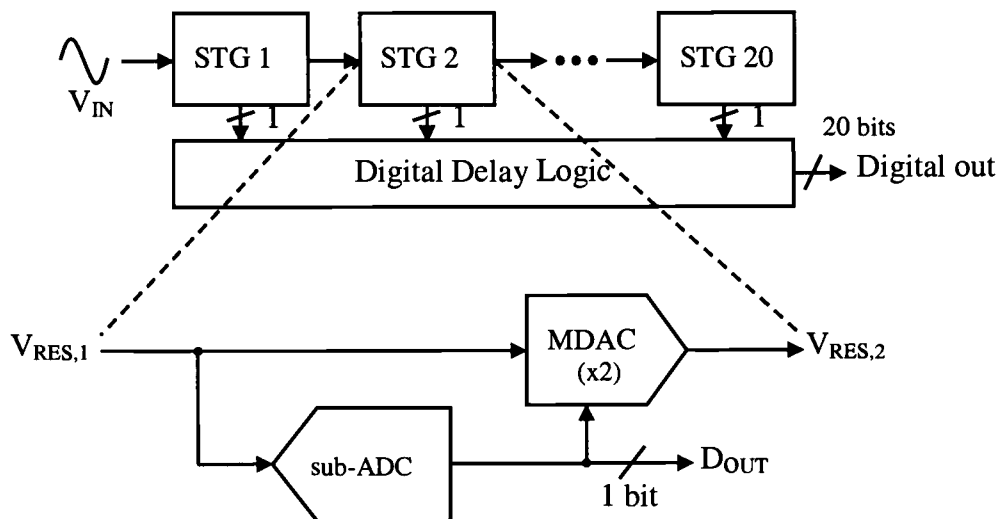 STG 1
STG 2
STG 20
V_IN
1
1
1
20 bits
Digital Delay Logic
Digital out
V_RES,1
MDAC
(x2)
V_RES,2
sub-ADC
D_OUT
1 bit